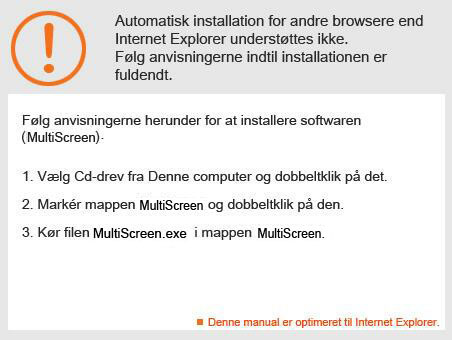 Automatisk installation for andre browsere end
Internet Explorer understøttes ikke.
Følg anvisningerne indtil installationen er
fuldendt.
Følg anvisningerne herunder for at installere softwaren
(MultiScreen).
1. Vælg Cd-drev fra Denne computer og dobbeltklik på det.
2. Markér mappen MultiScreen og dobbeltklik på den.
3. Kør filen MultiScreen.exe i mappen MultiScreen.
Denne manual er optimeret til Internet Explorer.